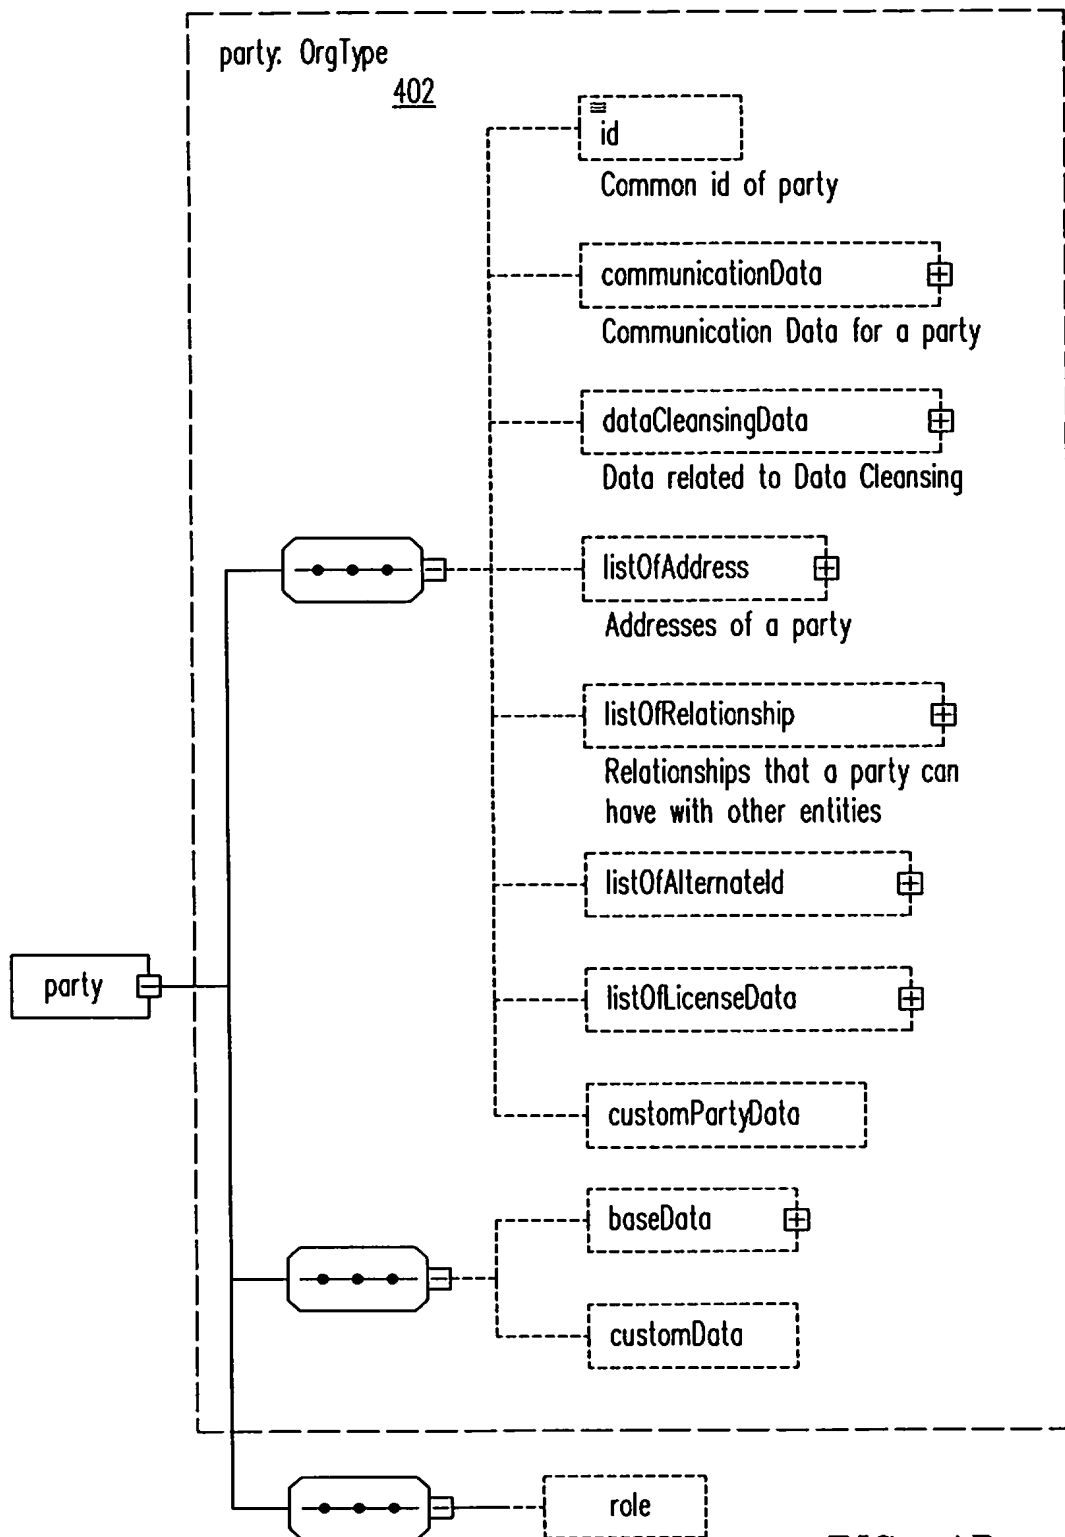 party: OrgType
402
id
Common id of party
communicationData
Communication Data for a party
dataCleansingData
Data related to Data Cleansing
listOfAddress
Addresses of a party
listOfRelationship
Relationships that a party can
have with other entities
listOfAlternateId
party
listOfLicenseData
customPartyData
baseData
customData
role